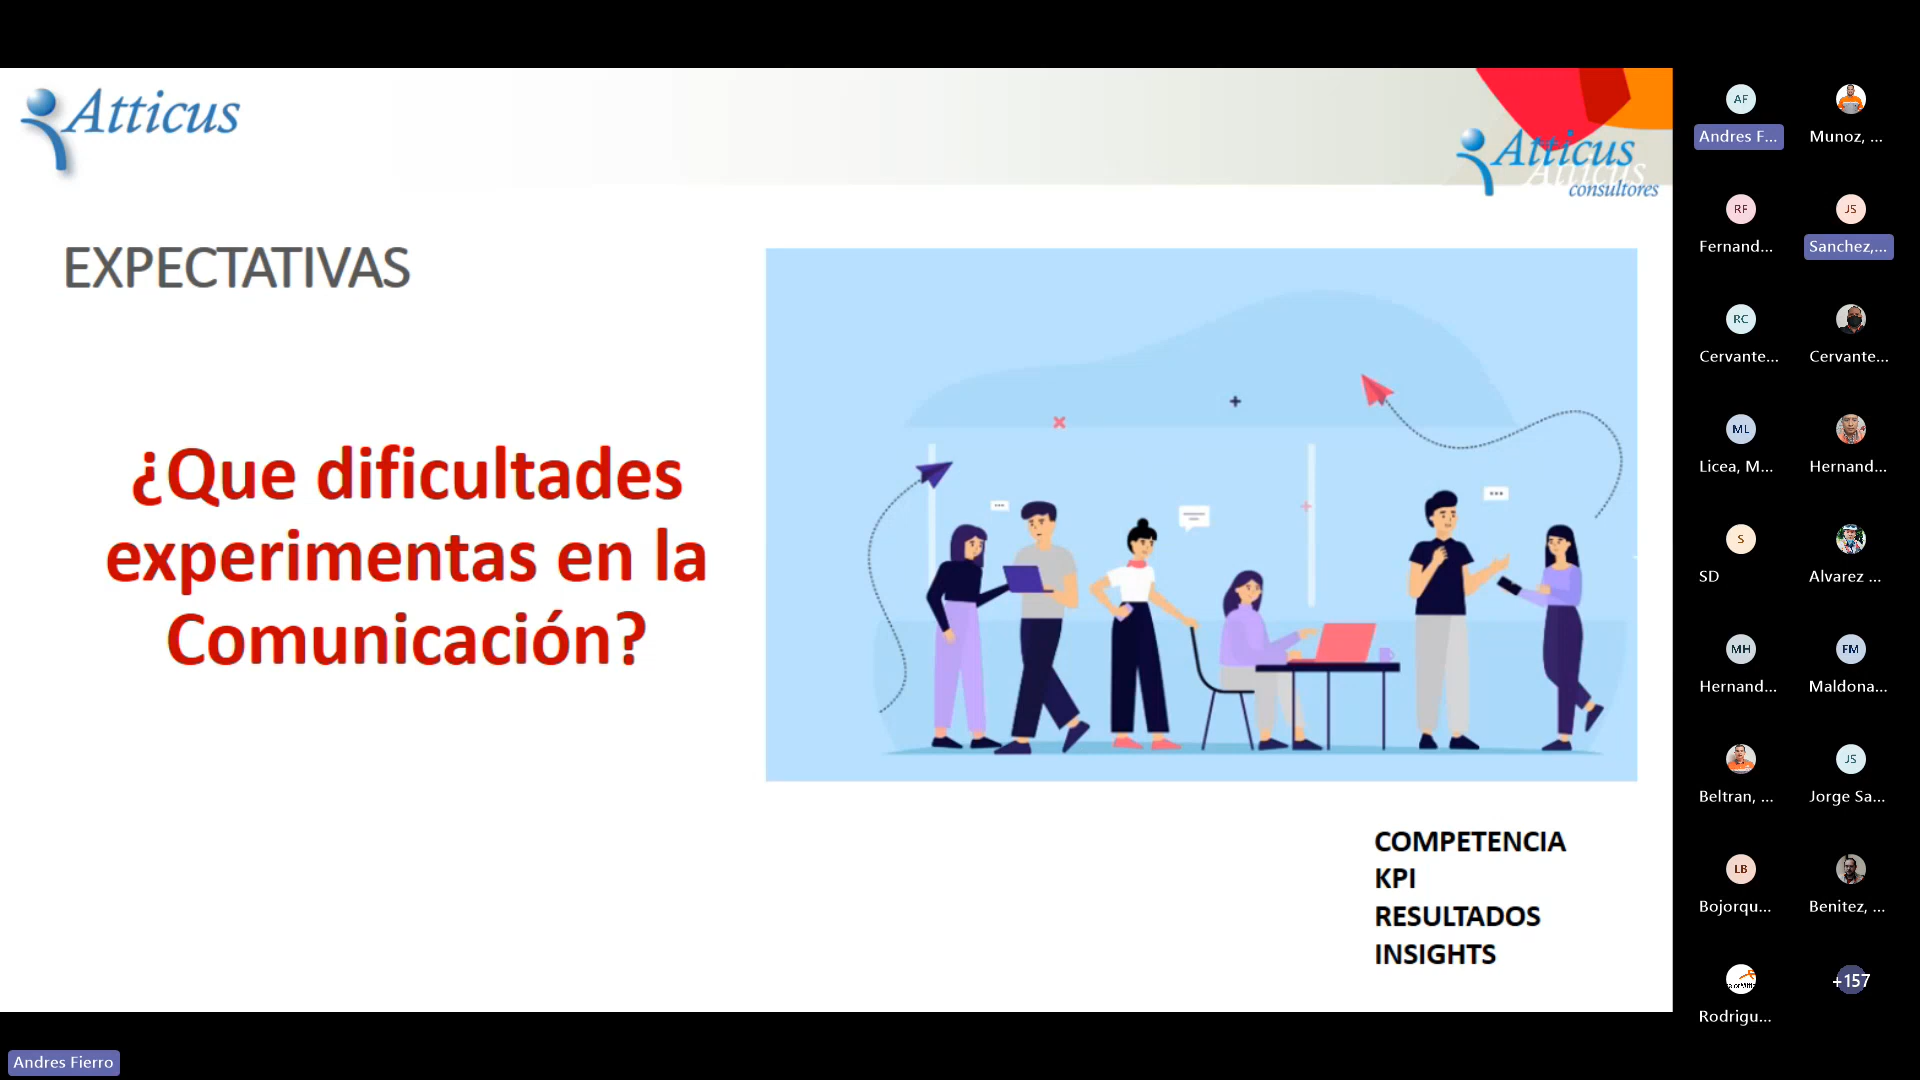 Atticus
Atticus
Atticus
consultores
EXPECTATIVAS
¿Que dificultades
experimentas en la
Comunicación?
COMPETENCIA
KPI
RESULTADOS
INSIGHTS
AF
Andres F...
Munoz, ...
RF
Fernand...
JS
Sanchez,...
RC
Cervante...
Cervante...
ML
Licea, M...
Hernand...
S
SD
Alvarez ...
MH
Hernand...
FM
Maldona...
Beltran, ...
JS
Jorge Sa...
LB
Bojorqu...
Benitez, ...
Rodrigu...
+157
Andres Fierro